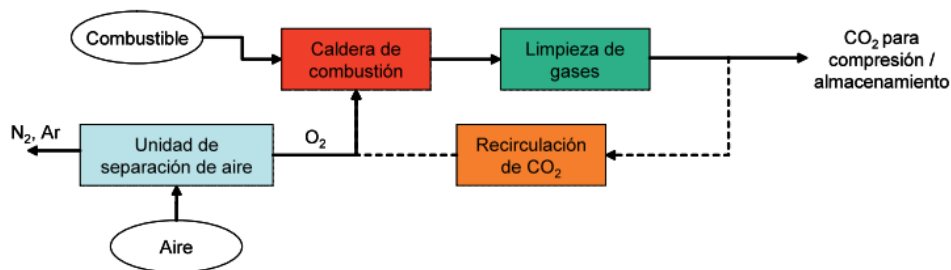 Combustible
Caldera de
combustión
Limpieza de
gases
CO₂ para
compresión /
almacenamiento
N₂, Ar
Unidad de
separación de aire
O₂
Recirculación
de CO₂
Aire